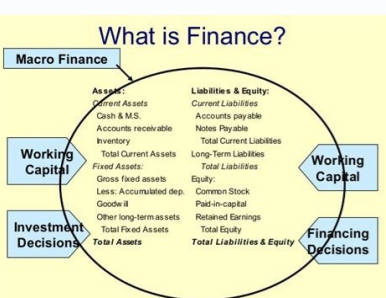 What is Finance?
Macro Finance
Assets:
Current Assets
Cash & M.S.
Accounts receivable
Inventory
Total Current Assets
Fixed Assets:
Gross fixed assets
Less: Accumulated dep.
Goodwill
Other long-term assets
Total Fixed Assets
Total Assets
Liabilities & Equity:
Current Liabilities
Accounts payable
Notes Payable
Total Current Liabilities
Long-Term Liabilities
Total Liabilities
Equity:
Common Stock
Paid-in-capital
Retained Earnings
Total Equity
Total Liabilities & Equity
Working
Capital
Investment
Decisions
Working
Capital
Financing
Decisions